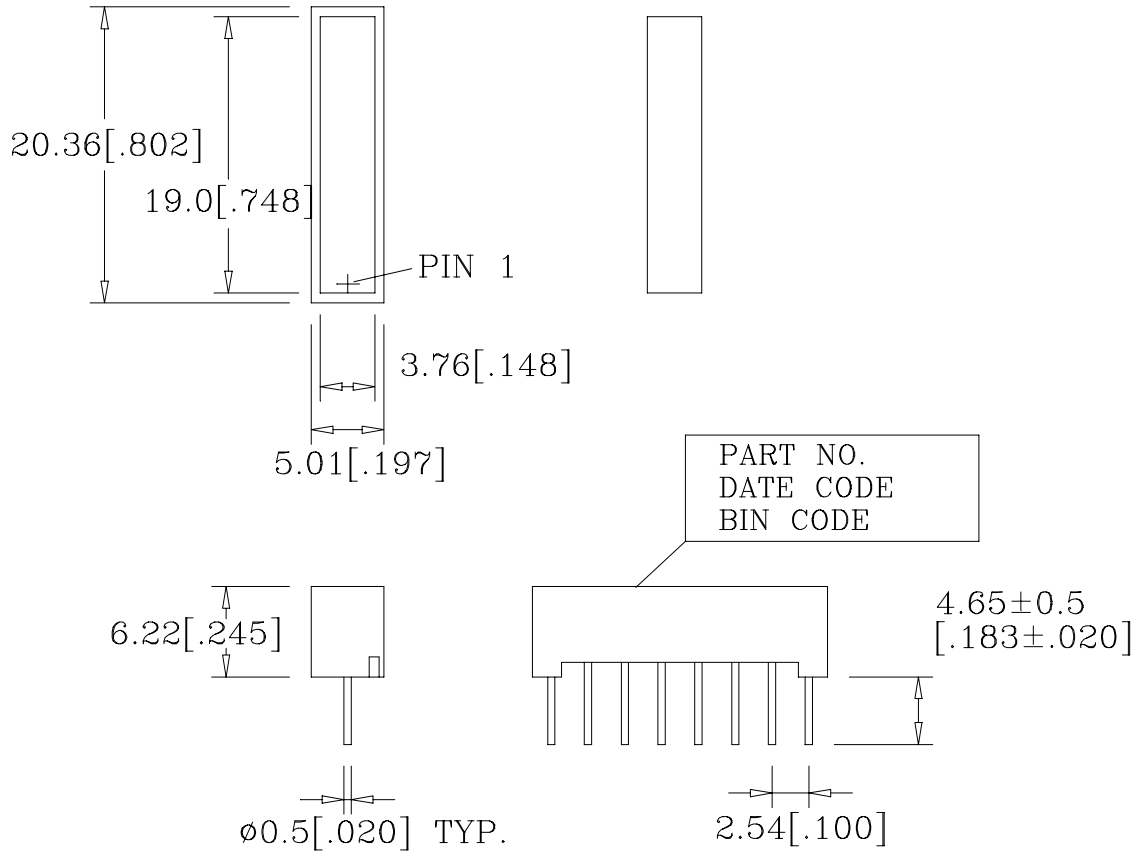 20.36[.802]
19.0[.748]
PIN 1
3.76[.148]
5.01[.197]
PART NO.
DATE CODE
BIN CODE
6.22[.245]
4.65±0.5
[.183±.020]
ø0.5[.020] TYP.
2.54[.100]